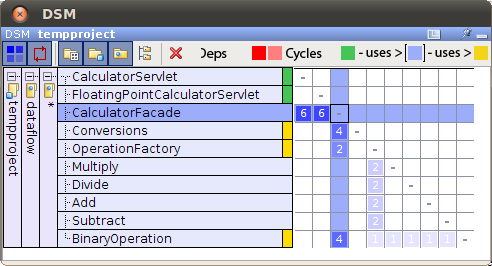 DSM
DSM tempproject
Deps Cycles - uses > [ ] - uses >
tempproject
dataflow
*
CalculatorServlet -
FloatingPointCalculatorServlet -
CalculatorFacade 6 6 -
Conversions 4 -
OperationFactory 2 -
Multiply 2 -
Divide 2 -
Add 2 -
Subtract 2 -
BinaryOperation 4 1 1 1 1 1 -